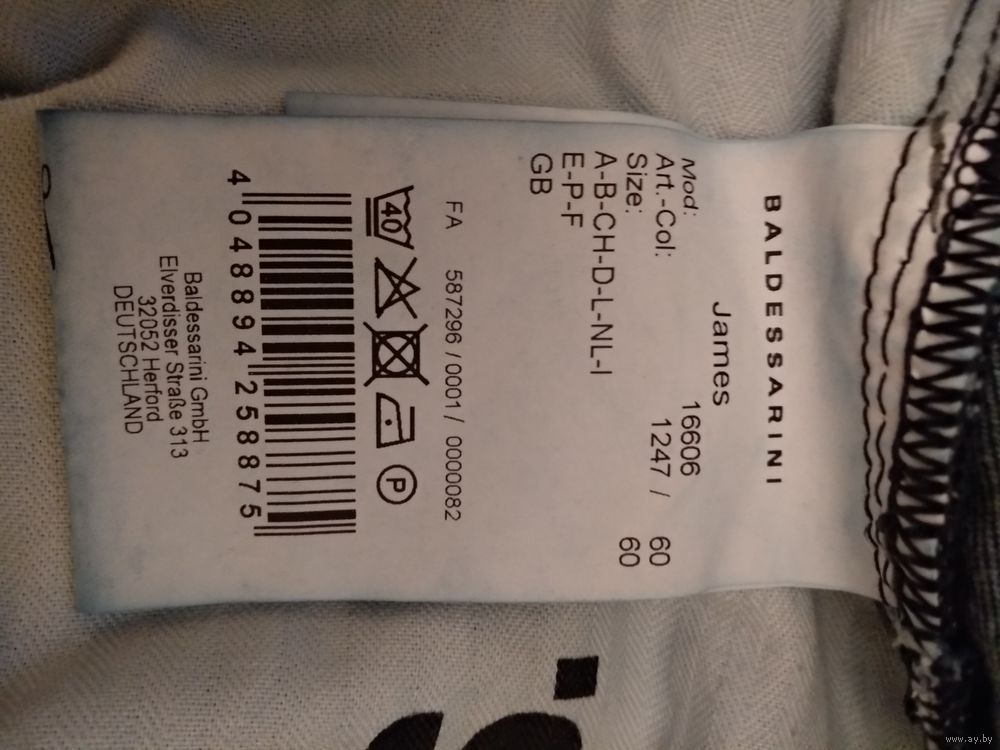 BALDESSARINI
James
Mod: 16606
Art.-Col: 1247 / 60
Size: 60
A-B-CH-D-L-NL-I
E-P-F
GB
FA 587296 / 0001 / 0000082
40
P
4 048894 258875
Baldessarini GmbH
Elverdisser Straße 313
32052 Herford
DEUTSCHLAND
www.ay.by